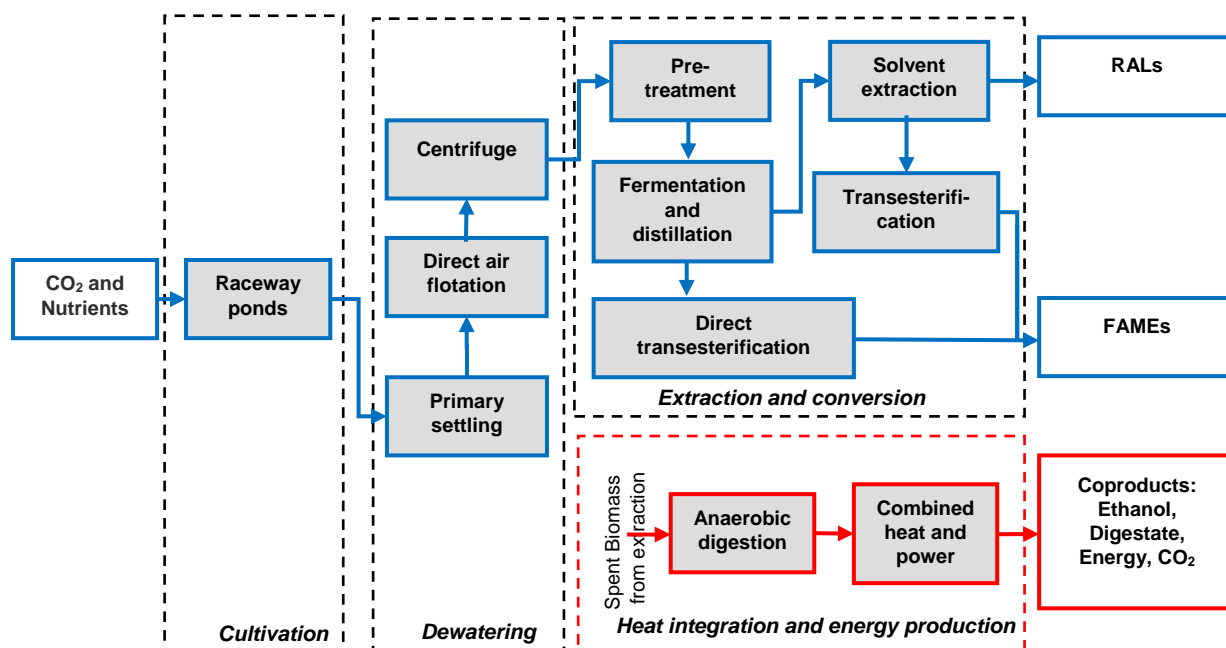 CO₂ and
Nutrients
Raceway
ponds
Cultivation
Centrifuge
Direct air
flotation
Primary
settling
Dewatering
Pre-
treatment
Fermentation
and
distillation
Direct
transesterification
Solvent
extraction
Transesterifi-
cation
Extraction and conversion
RALs
FAMEs
Spent Biomass
from extraction
Anaerobic
digestion
Combined
heat and
power
Heat integration and energy production
Coproducts:
Ethanol,
Digestate,
Energy, CO₂